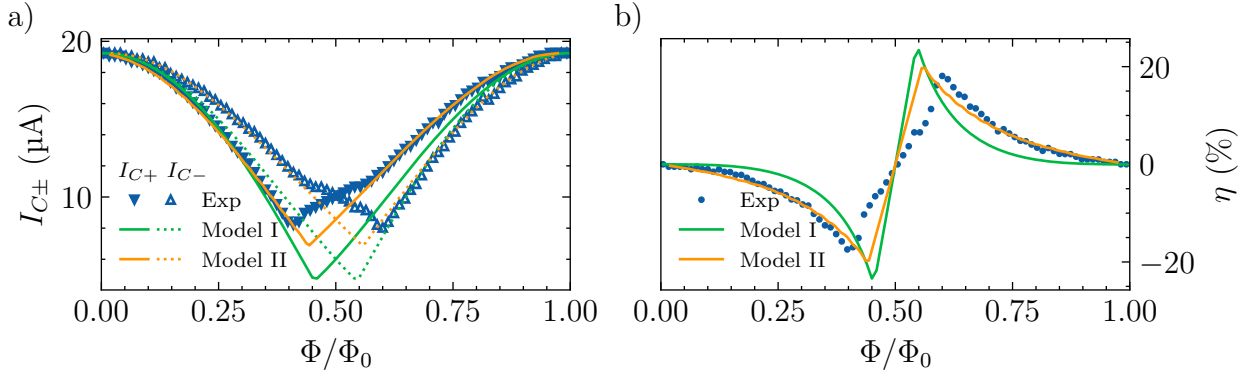 a)
20
10
I_{C±} (µA)
I_{C+} I_{C−}
Exp
Model I
Model II
0.00 0.25 0.50 0.75 1.00
Φ/Φ_0
b)
20
0
−20
η (%)
Exp
Model I
Model II
0.00 0.25 0.50 0.75 1.00
Φ/Φ_0